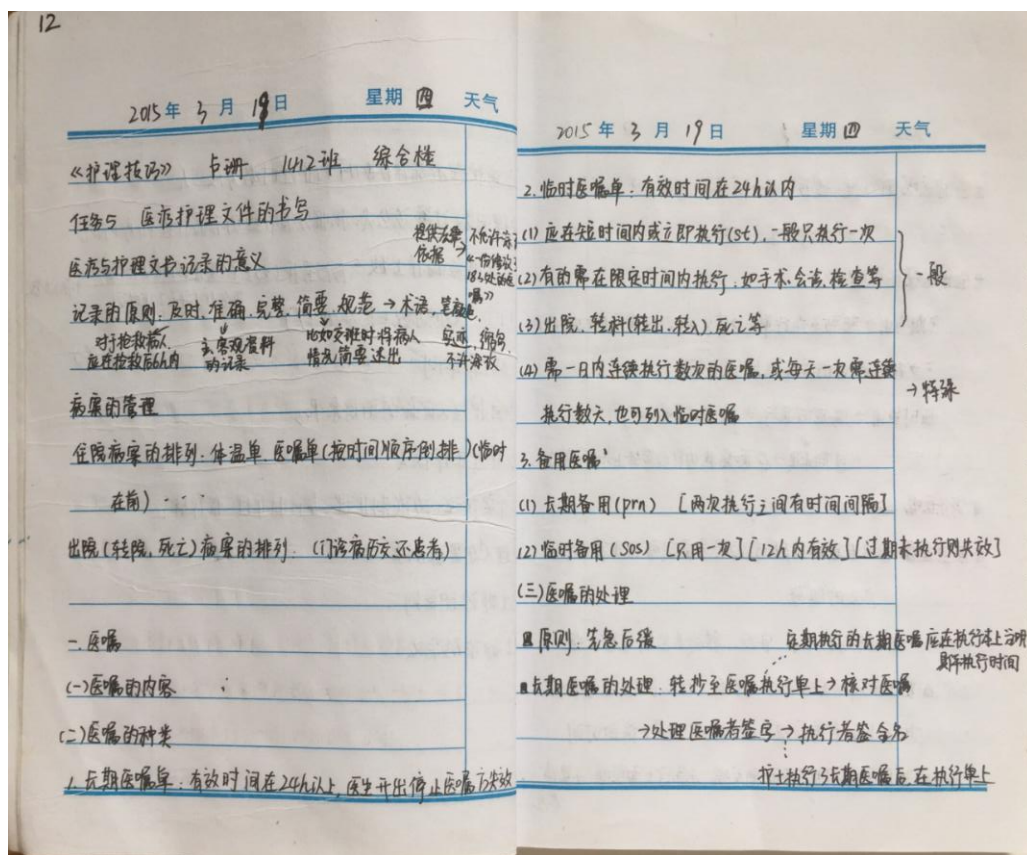 12
2015年 3月 19日 星期四 天气
《护理技巧》 卢珊 1412班 综合楼
任务5 医疗护理文件的书写
提供法律依据
不允许
医疗与护理文书记录的意义
记录的原则：及时、准确、完整、简要、规范→术语、笔颜色、
对于抢救病人 应在抢救后6h内
主、客观资料的记录
比如交班时将病人情况简要述出
缩写
不许涂改
病案的管理
住院病案的排列：体温单、医嘱单(按时间顺序倒排)(临时
在前)
出院(转院、死亡)病案的排列：(门诊病历交还患者)
一、医嘱
(一)医嘱的内容
(二)医嘱的种类
1、长期医嘱单：有效时间在24h以上，医生开出停止医嘱方失效
2015年 3月 19日 星期四 天气
2.临时医嘱单：有效时间在24h以内
(1) 应在短时间内或立即执行(st)，一般只执行一次
(2) 有的需在限定时间内执行，如手术、会诊、检查等
(3) 出院、转科(转出、转入)、死亡等
一般
(4) 需一日内连续执行数次的医嘱，或每天一次需连续
执行数天，也可列入临时医嘱
→特殊
3.备用医嘱
(1) 长期备用(prn) [两次执行之间有时间间隔]
(2) 临时备用(sos) [只用一次][12h内有效][过期未执行则失效]
(三)医嘱的处理
原则：先急后缓
定期执行的长期医嘱应在执行本上注明
具体执行时间
长期医嘱的处理：转抄至医嘱执行单上→核对医嘱
→处理医嘱者签字→执行者签全名
护士执行了长期医嘱后，在执行单上